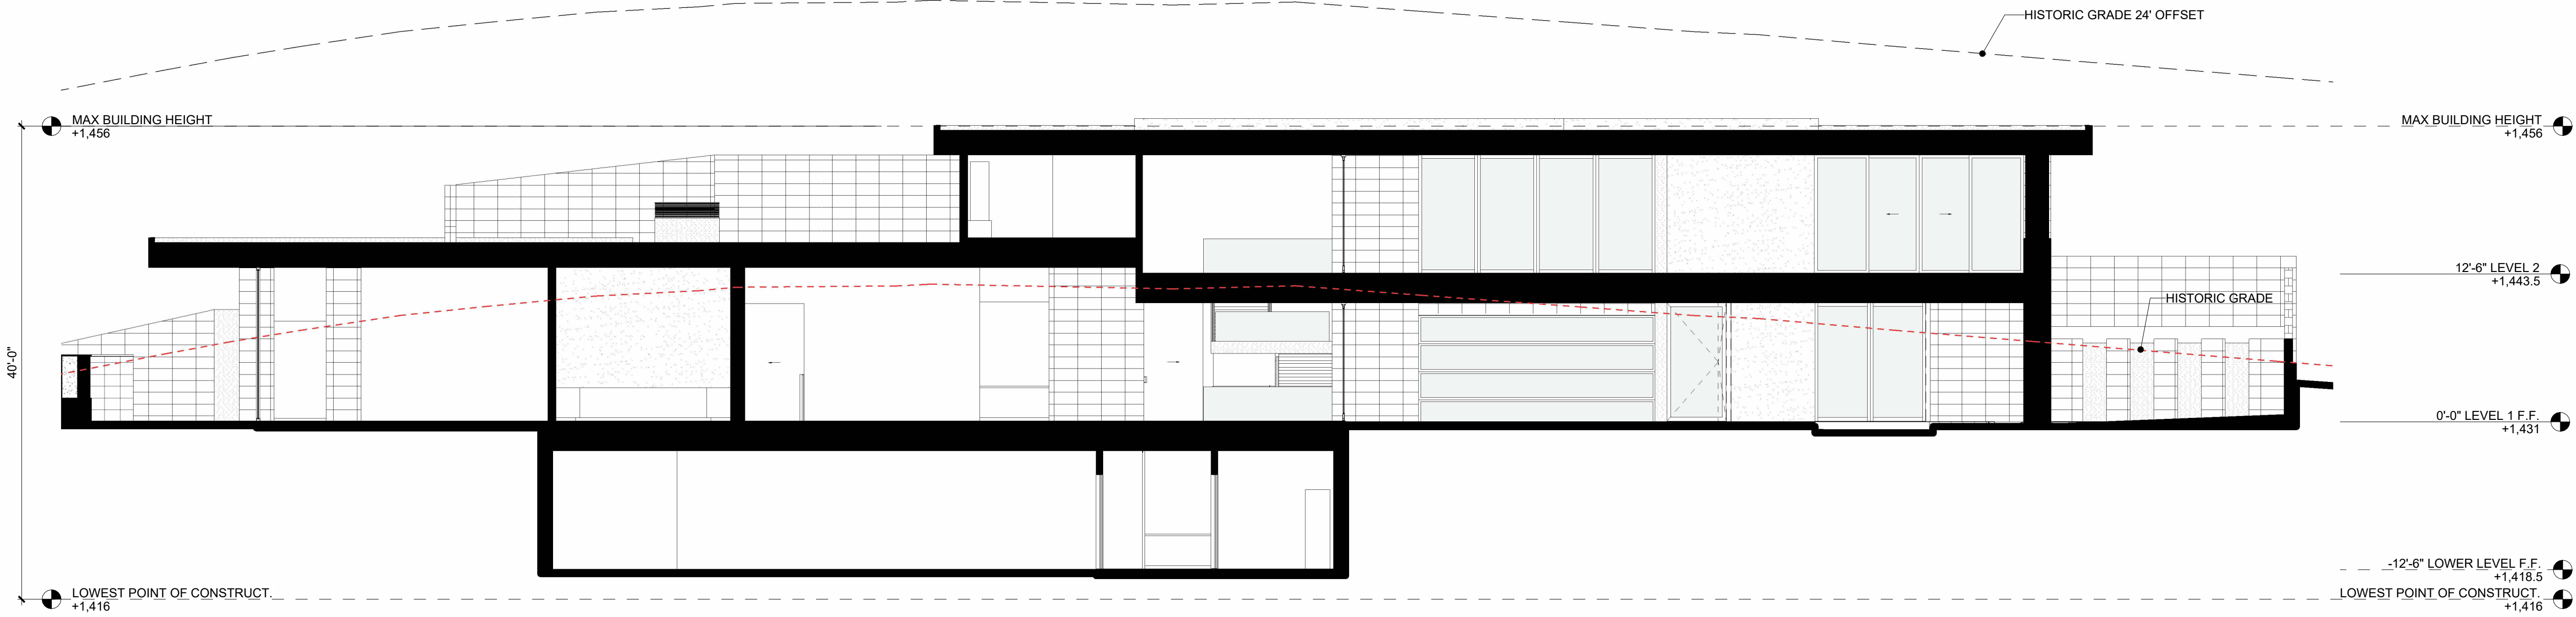 HISTORIC GRADE 24' OFFSET
MAX BUILDING HEIGHT
+1,456
MAX BUILDING HEIGHT
+1,456
12'-6" LEVEL 2
+1,443.5
HISTORIC GRADE
40'-0"
0'-0" LEVEL 1 F.F.
+1,431
-12'-6" LOWER LEVEL F.F.
+1,418.5
LOWEST POINT OF CONSTRUCT.
+1,416
LOWEST POINT OF CONSTRUCT.
+1,416